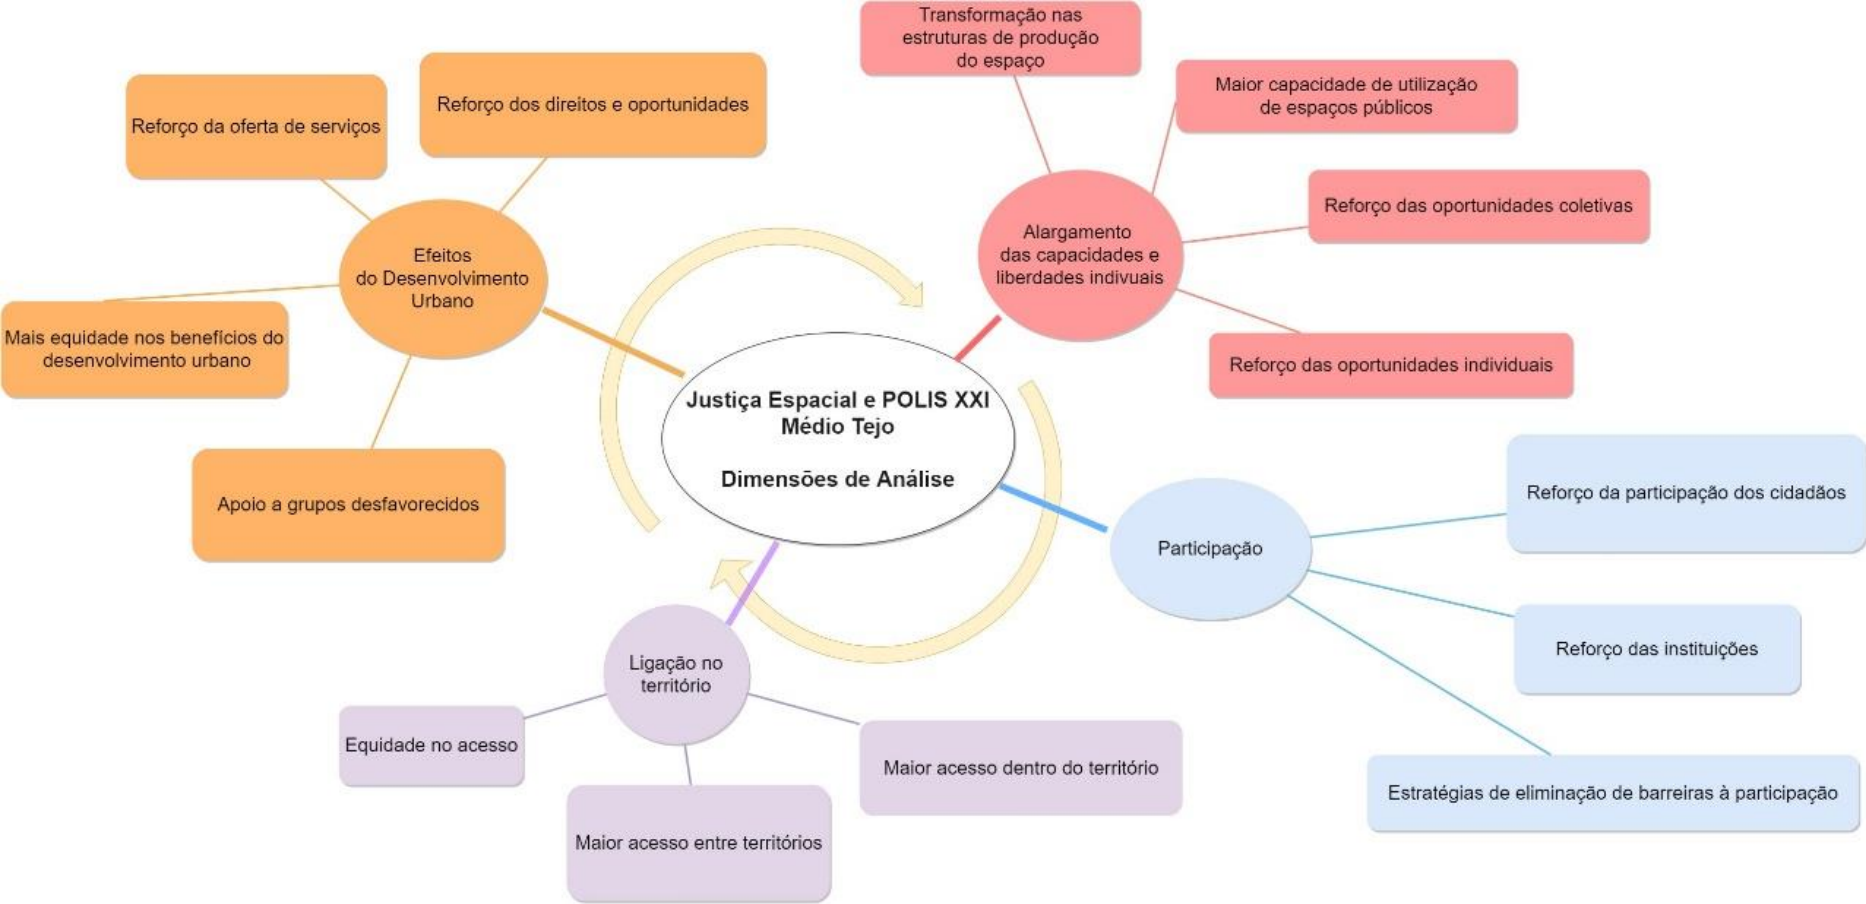 Transformação nas
estruturas de produção
do espaço
Maior capacidade de utilização
de espaços públicos
Reforço dos direitos e oportunidades
Reforço da oferta de serviços
Reforço das oportunidades coletivas
Alargamento
das capacidades e
liberdades indivuais
Efeitos
do Desenvolvimento
Urbano
Mais equidade nos benefícios do
desenvolvimento urbano
Reforço das oportunidades individuais
Justiça Espacial e POLIS XXI
Médio Tejo
Dimensões de Análise
Apoio a grupos desfavorecidos
Reforço da participação dos cidadãos
Participação
Reforço das instituições
Ligação no
território
Equidade no acesso
Maior acesso dentro do território
Estratégias de eliminação de barreiras à participação
Maior acesso entre territórios